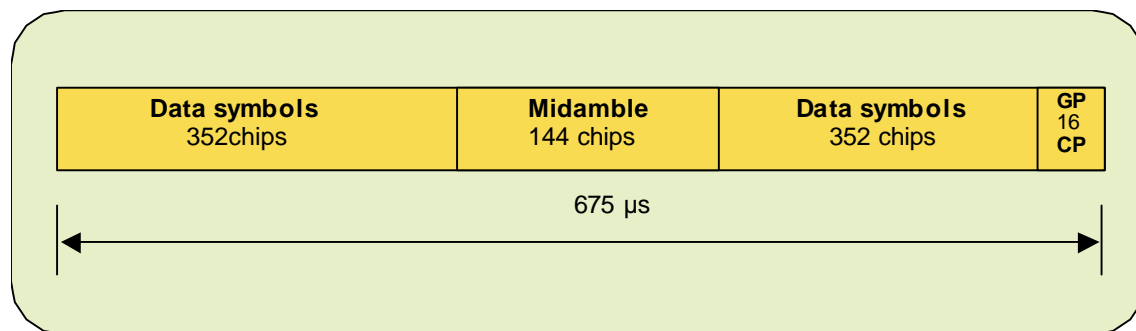 Data symbols
352chips
Midamble
144 chips
Data symbols
352 chips
GP
16
CP
675 µs